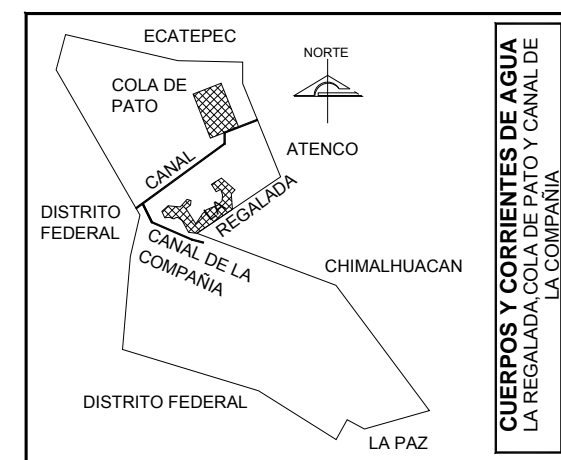 ECATEPEC
NORTE
COLA DE
PATO
ATENCO
CANAL
LA
REGALADA
DISTRITO
FEDERAL
CANAL DE LA
COMPAÑIA
CHIMALHUACAN
DISTRITO FEDERAL
LA PAZ
CUERPOS Y CORRIENTES DE AGUA
LA REGALADA,COLA DE PATO Y CANAL DE
LA COMPAÑIA